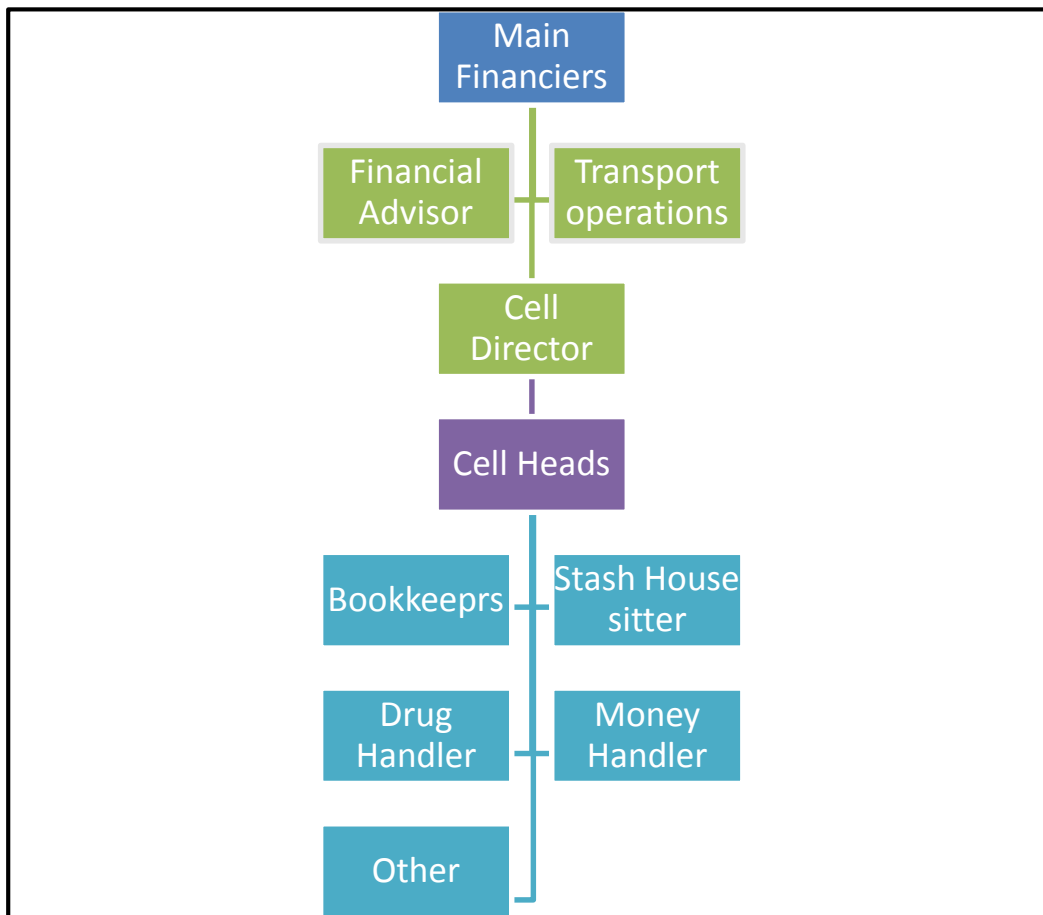 Main
Financiers
Financial
Advisor
Transport
operations
Cell
Director
Cell Heads
Bookkeeprs
Stash House
sitter
Drug
Handler
Money
Handler
Other